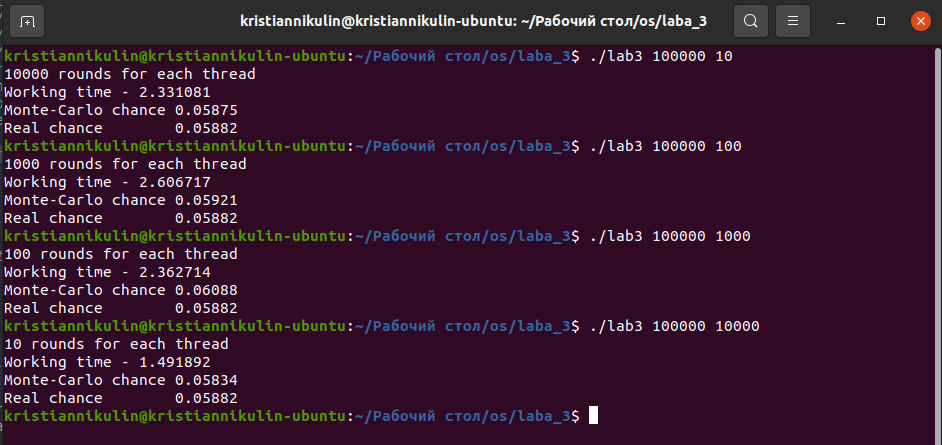 kristiannikulin@kristiannikulin-ubuntu: ~/Рабочий стол/os/laba_3
kristiannikulin@kristiannikulin-ubuntu:~/Рабочий стол/os/laba_3$ ./lab3 100000 10
10000 rounds for each thread
Working time - 2.331081
Monte-Carlo chance 0.05875
Real chance        0.05882
kristiannikulin@kristiannikulin-ubuntu:~/Рабочий стол/os/laba_3$ ./lab3 100000 100
1000 rounds for each thread
Working time - 2.606717
Monte-Carlo chance 0.05921
Real chance        0.05882
kristiannikulin@kristiannikulin-ubuntu:~/Рабочий стол/os/laba_3$ ./lab3 100000 1000
100 rounds for each thread
Working time - 2.362714
Monte-Carlo chance 0.06088
Real chance        0.05882
kristiannikulin@kristiannikulin-ubuntu:~/Рабочий стол/os/laba_3$ ./lab3 100000 10000
10 rounds for each thread
Working time - 1.491892
Monte-Carlo chance 0.05834
Real chance        0.05882
kristiannikulin@kristiannikulin-ubuntu:~/Рабочий стол/os/laba_3$